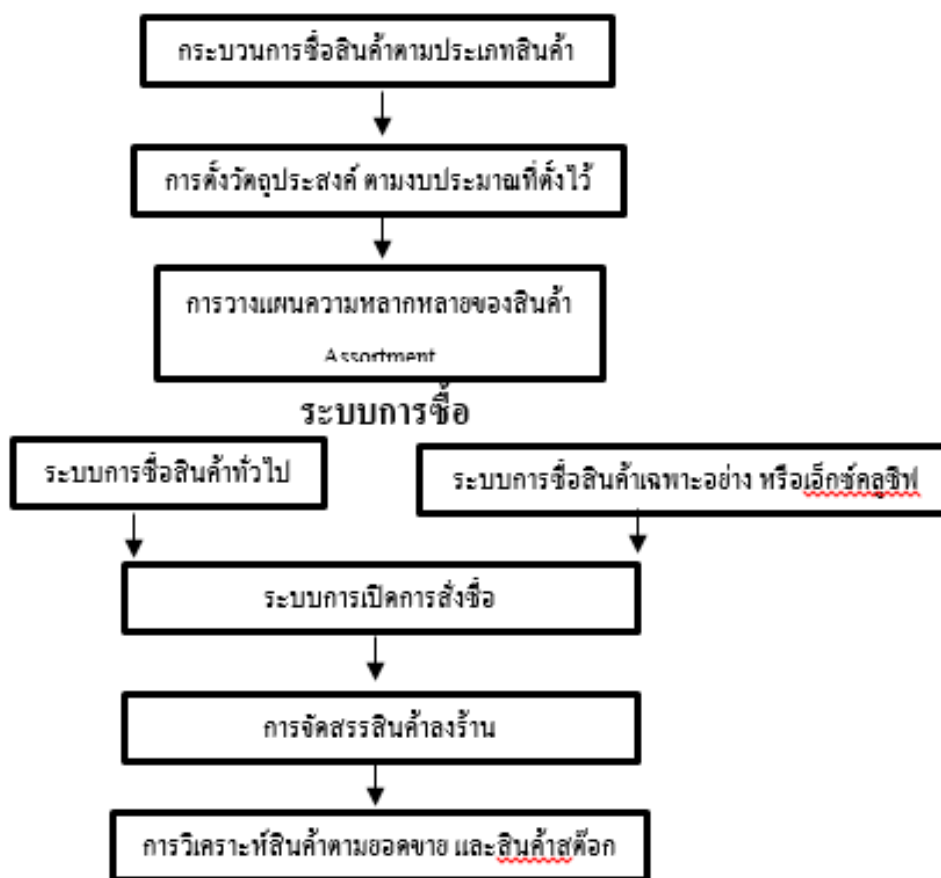 กระบวนการซื้อสินค้าตามประเภทสินค้า
การตั้งวัตถุประสงค์ ตามงบประมาณที่ตั้งไว้
การวางแผนความหลากหลายของสินค้า
Assortment
ระบบการซื้อ
ระบบการซื้อสินค้าทั่วไป
ระบบการซื้อสินค้าเฉพาะอย่าง หรือเอ็กซ์คลูซิฟ
ระบบการเปิดการสั่งซื้อ
การจัดสรรสินค้าลงร้าน
การวิเคราะห์สินค้าตามยอดขาย และสินค้าสต๊อก